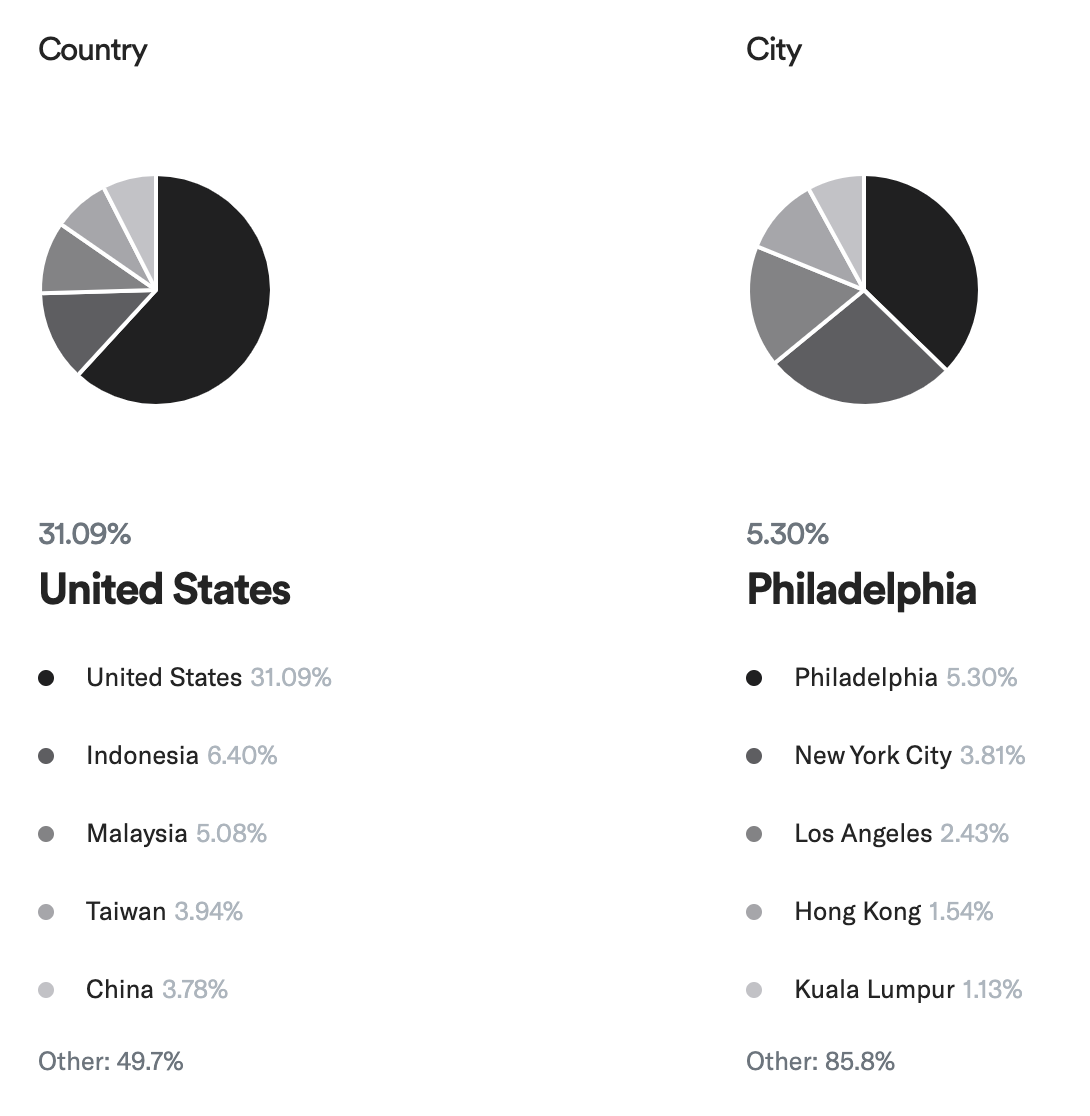 Country
31.09%
United States
United States 31.09%
Indonesia 6.40%
Malaysia 5.08%
Taiwan 3.94%
China 3.78%
Other: 49.7%
City
5.30%
Philadelphia
Philadelphia 5.30%
New York City 3.81%
Los Angeles 2.43%
Hong Kong 1.54%
Kuala Lumpur 1.13%
Other: 85.8%